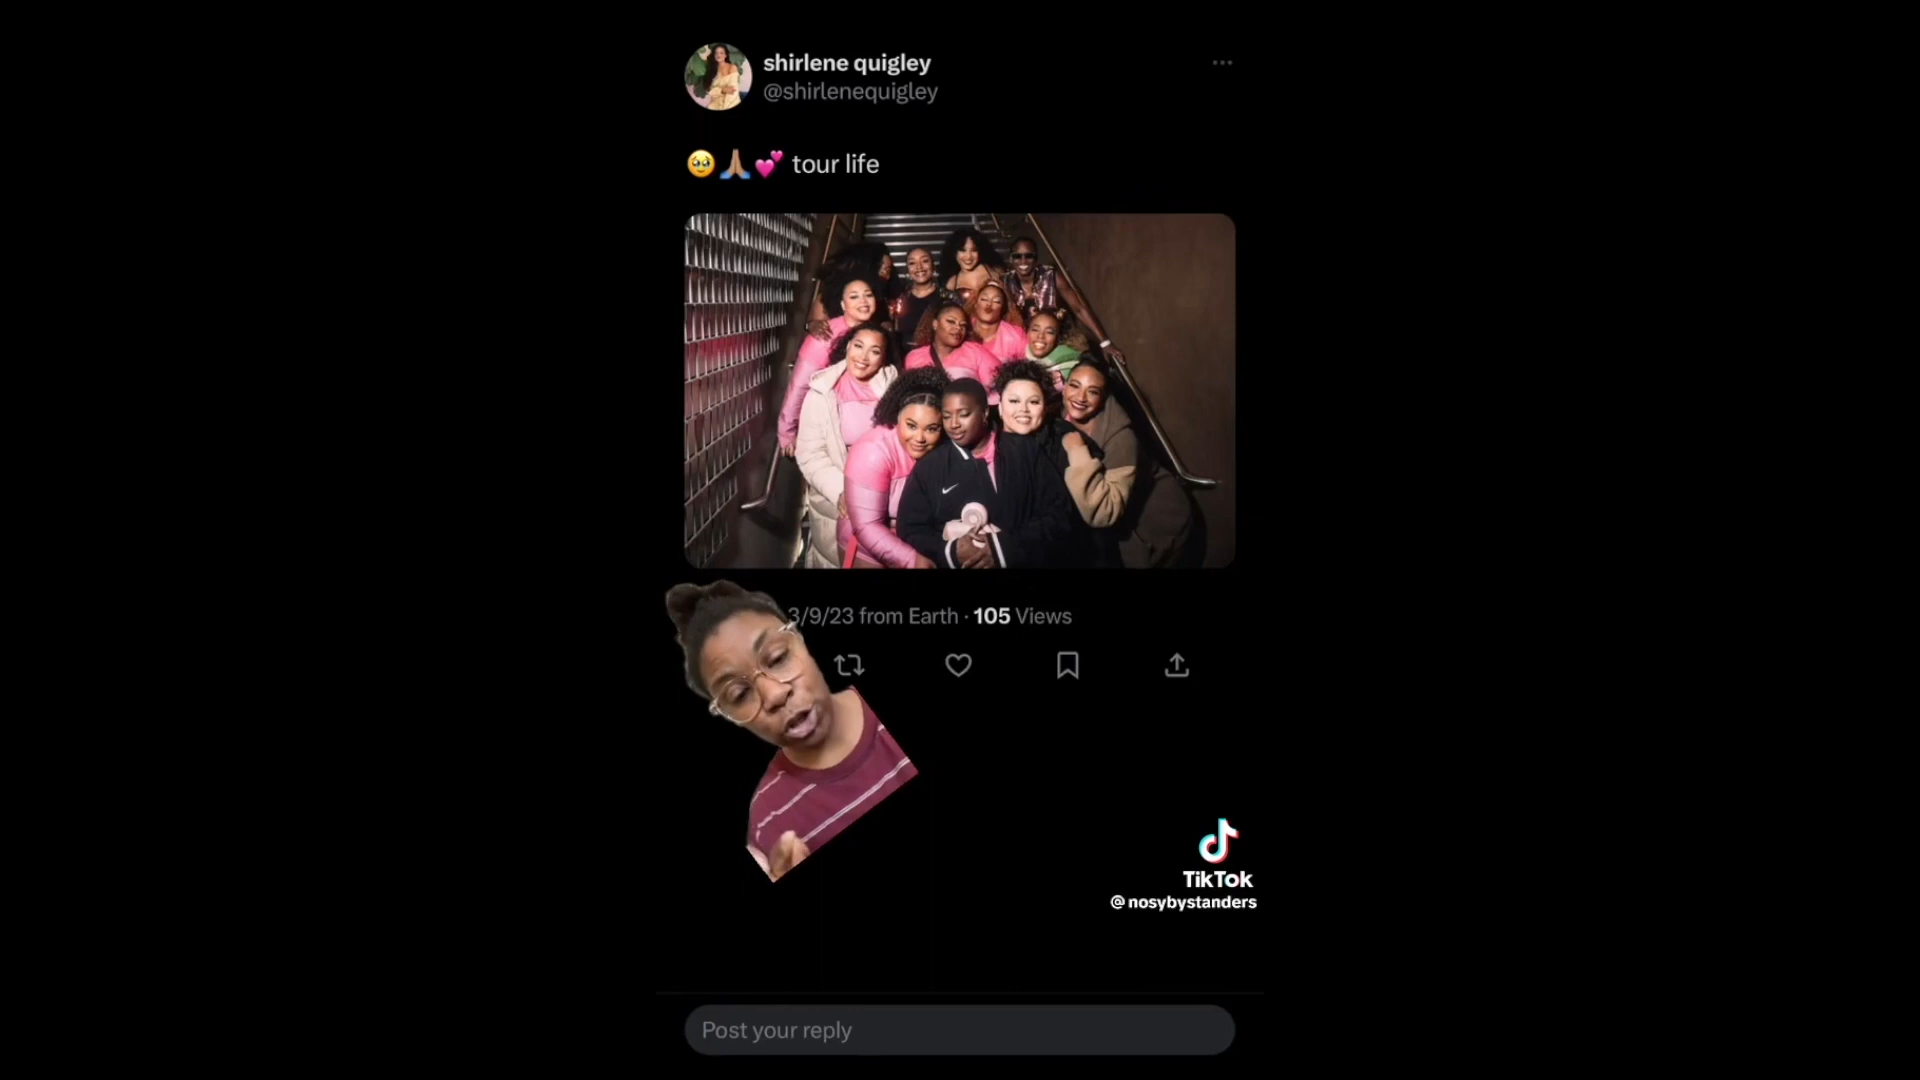 shirlene quigley
@shirlenequigley
🥹🙏🏽💕 tour life
3/9/23 from Earth · 105 Views
TikTok
@nosybystanders
Post your reply